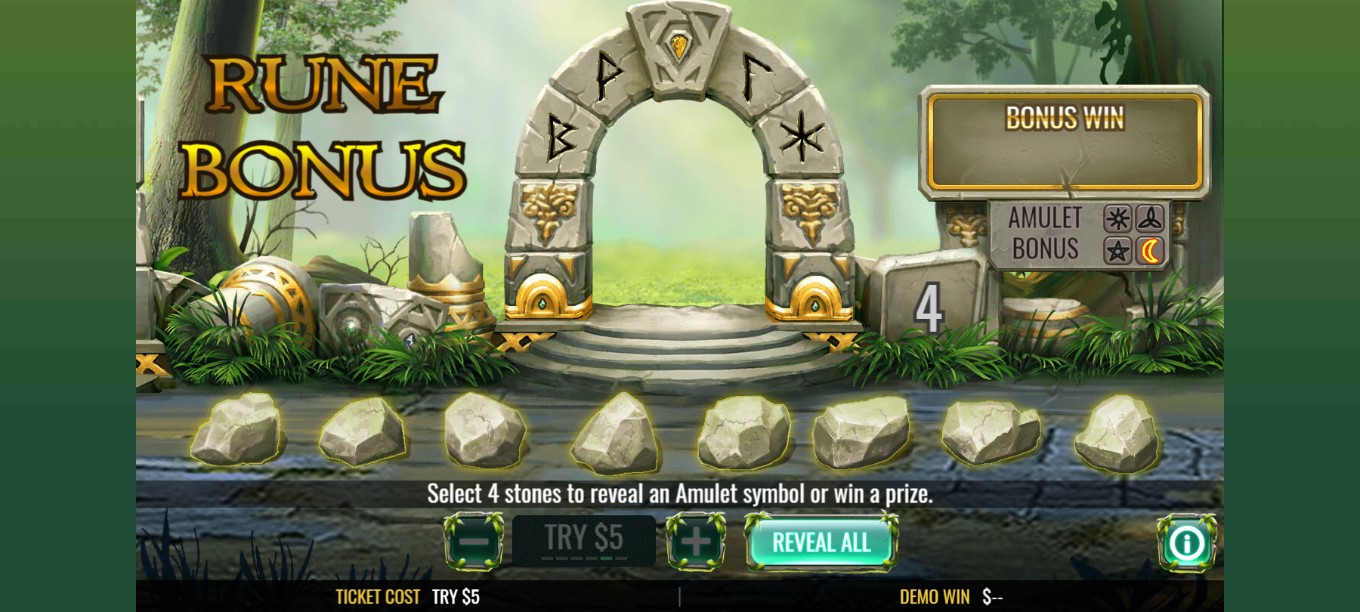 RUNE
BONUS
BONUS WIN
AMULET
BONUS
4
Select 4 stones to reveal an Amulet symbol or win a prize.
TRY $5
REVEAL ALL
TICKET COST TRY $5
DEMO WIN $--